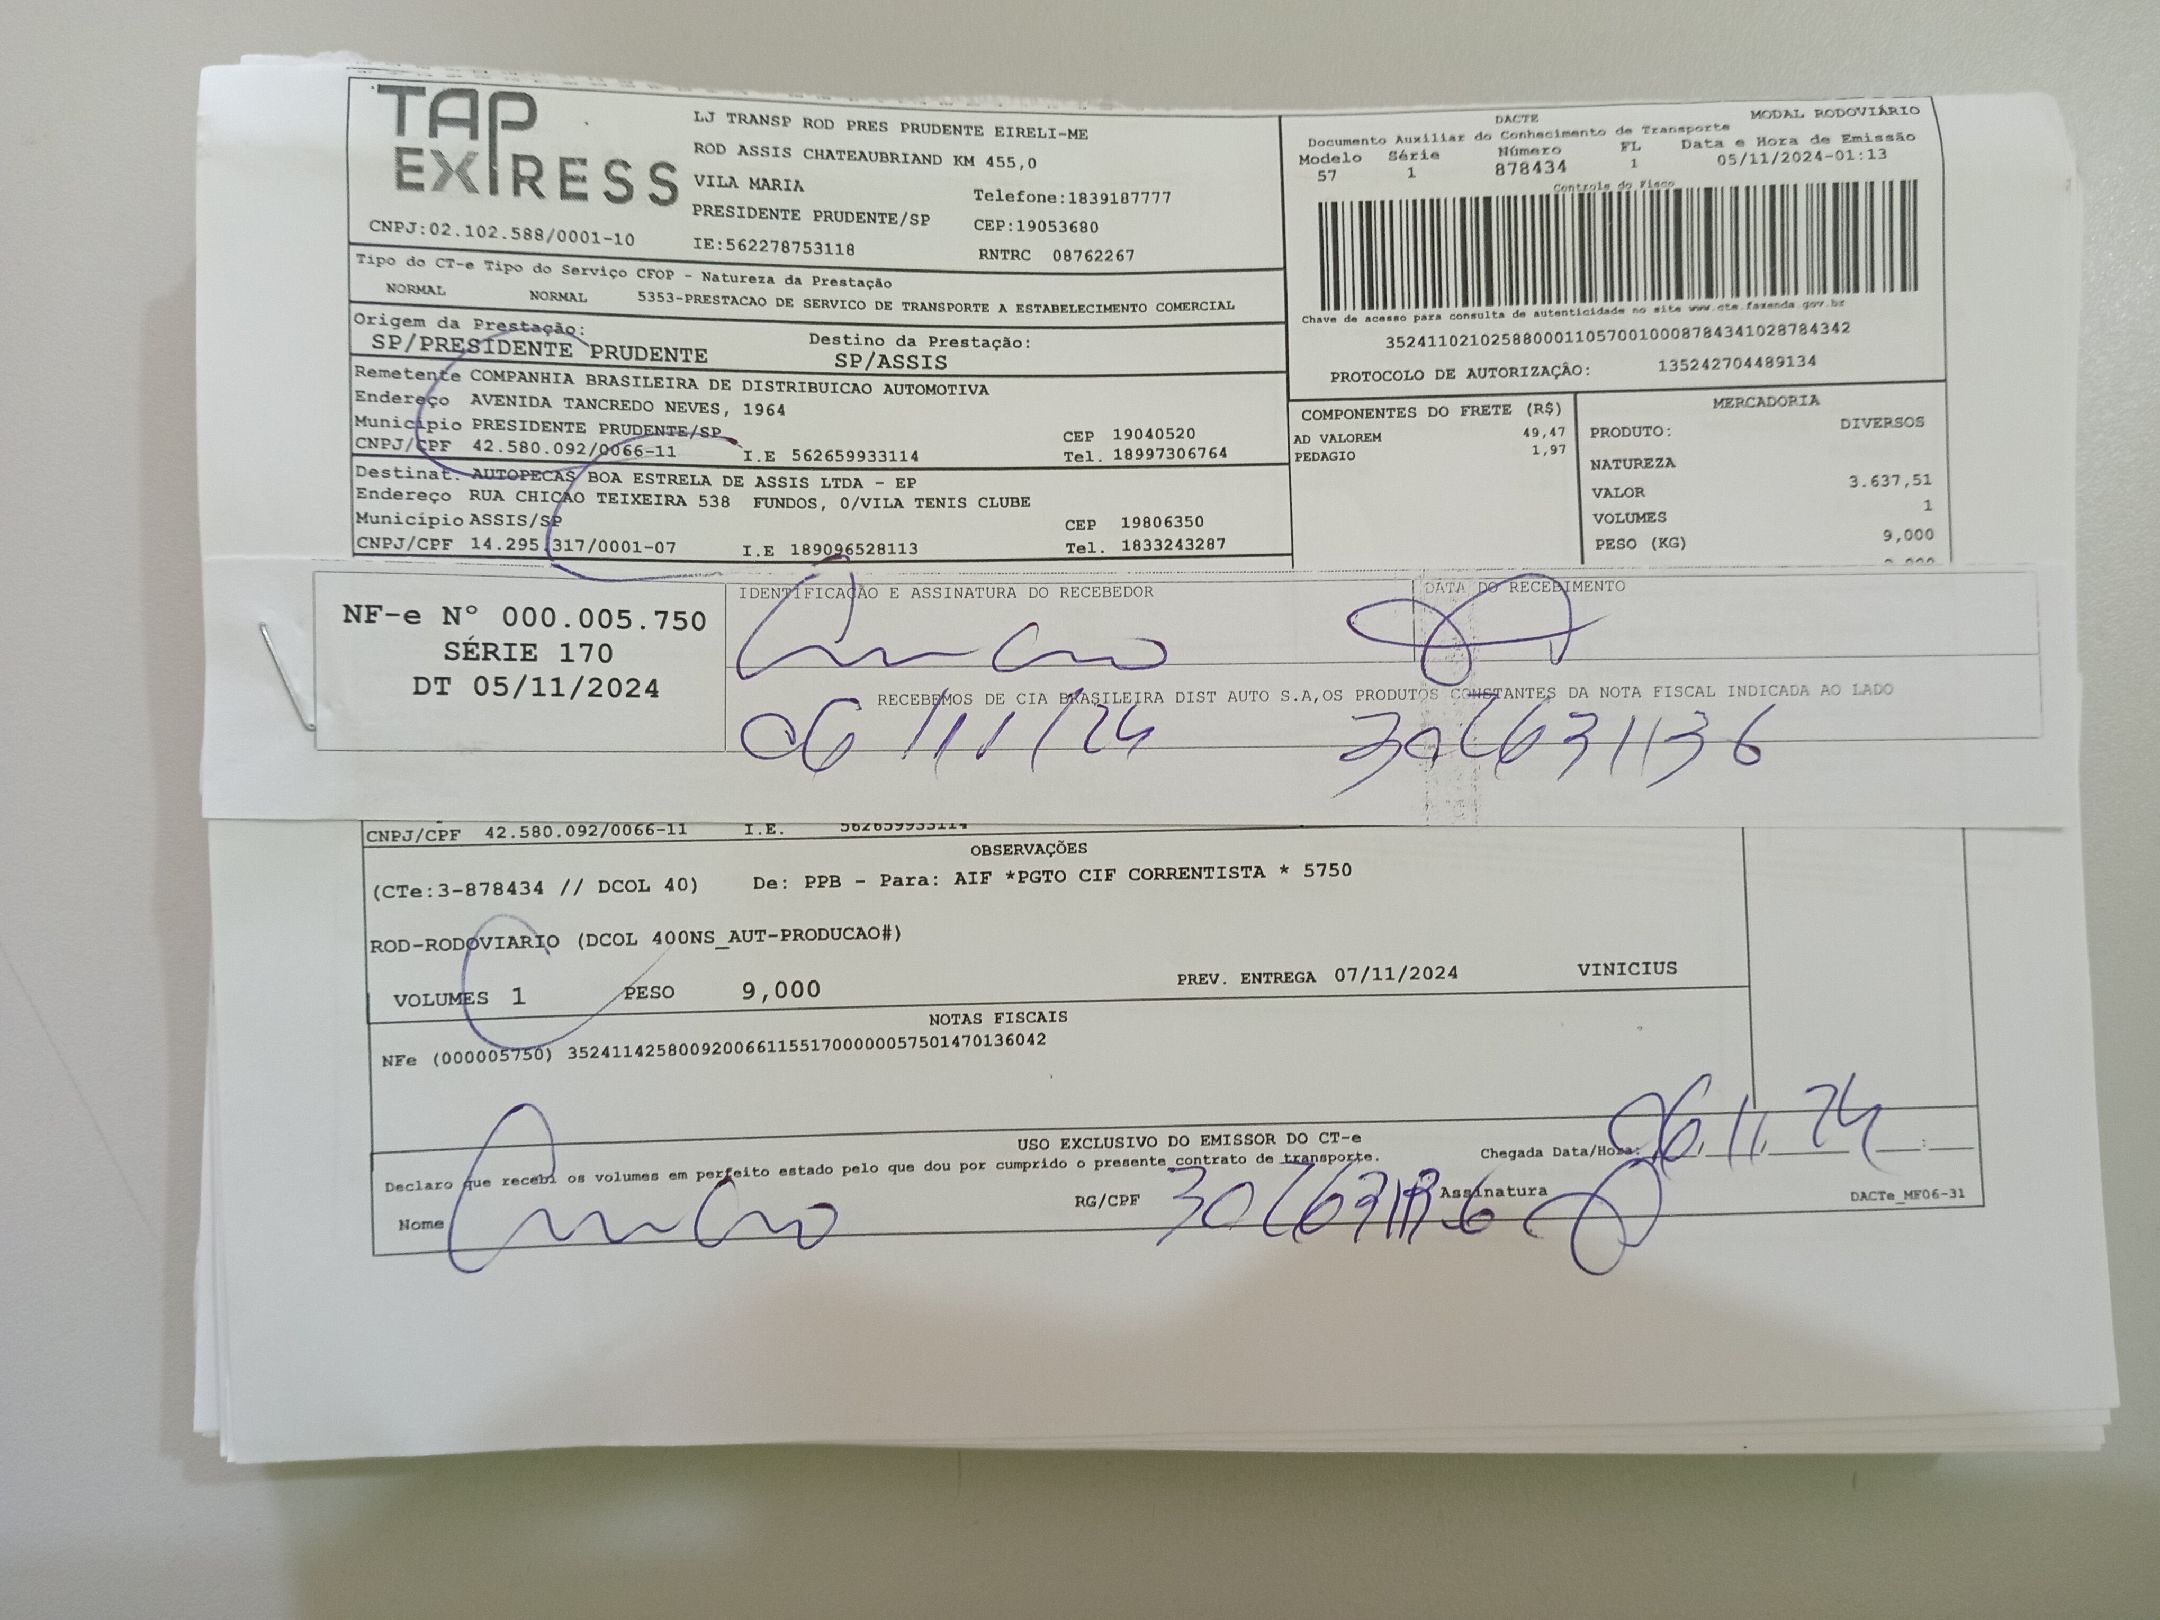 TAP
EXPRESS
CNPJ:02.102.588/0001-10
LJ TRANSP ROD PRES PRUDENTE EIRELI-ME
ROD ASSIS CHATEAUBRIAND KM 455,0
VILA MARIA
Telefone:1839187777
PRESIDENTE PRUDENTE/SP
CEP:19053680
IE:562278753118
RNTRC 08762267
DACTE
MODAL RODOVIÁRIO
Documento Auxiliar do Conhecimento de Transporte
Modelo Série Número FL Data e Hora de Emissão
57 1 878434 1 05/11/2024-01:13
Controle do Fisco
Chave de acesso para consulta de autenticidade no site www.cte.fazenda.gov.br
35241102102588000110570010008784341028784342
PROTOCOLO DE AUTORIZAÇÃO: 135242704489134
Tipo do CT-e Tipo do Serviço CFOP - Natureza da Prestação
NORMAL NORMAL 5353-PRESTACAO DE SERVICO DE TRANSPORTE A ESTABELECIMENTO COMERCIAL
Origem da Prestação:
SP/PRESIDENTE PRUDENTE
Destino da Prestação:
SP/ASSIS
Remetente COMPANHIA BRASILEIRA DE DISTRIBUICAO AUTOMOTIVA
Endereço AVENIDA TANCREDO NEVES, 1964
Município PRESIDENTE PRUDENTE/SP CEP 19040520
CNPJ/CPF 42.580.092/0066-11 I.E 562659933114 Tel. 18997306764
Destinat. AUTOPECAS BOA ESTRELA DE ASSIS LTDA - EP
Endereço RUA CHICAO TEIXEIRA 538 FUNDOS, 0/VILA TENIS CLUBE
Município ASSIS/SP CEP 19806350
CNPJ/CPF 14.295.317/0001-07 I.E 189096528113 Tel. 1833243287
COMPONENTES DO FRETE (R$)
AD VALOREM 49,47
PEDAGIO 1,97
MERCADORIA
PRODUTO: DIVERSOS
NATUREZA
VALOR 3.637,51
VOLUMES 1
PESO (KG) 9,000
NF-e Nº 000.005.750
SÉRIE 170
DT 05/11/2024
IDENTIFICAÇÃO E ASSINATURA DO RECEBEDOR
DATA DO RECEBIMENTO
RECEBEMOS DE CIA BRASILEIRA DIST AUTO S.A,OS PRODUTOS CONSTANTES DA NOTA FISCAL INDICADA AO LADO
06/11/24
CNPJ/CPF 42.580.092/0066-11 I.E. 562659933114
OBSERVAÇÕES
(CTe:3-878434 // DCOL 40) De: PPB - Para: AIF *PGTO CIF CORRENTISTA * 5750
ROD-RODOVIARIO (DCOL 400NS_AUT-PRODUCAO#)
VOLUMES 1 PESO 9,000 PREV. ENTREGA 07/11/2024 VINICIUS
NOTAS FISCAIS
NFe (000005750) 35241142580092006611551700000057501470136042
USO EXCLUSIVO DO EMISSOR DO CT-e
Chegada Data/Hora: 06/11/24
Declaro que recebi os volumes em perfeito estado pelo que dou por cumprido o presente contrato de transporte.
Nome RG/CPF Assinatura
DACTe_MF06-31